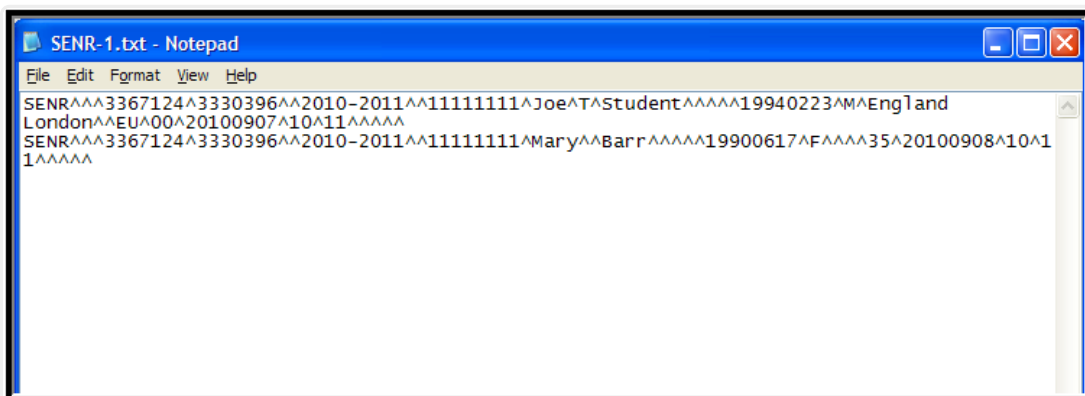 SENR-1.txt - Notepad
File Edit Format View Help
SENR^^^3367124^3330396^^2010-2011^^11111111^Joe^T^Student^^^^^19940223^M^England
London^^EU^00^20100907^10^11^^^^^
SENR^^^3367124^3330396^^2010-2011^^11111111^Mary^^Barr^^^^^19900617^F^^^^35^20100908^10^1
1^^^^^